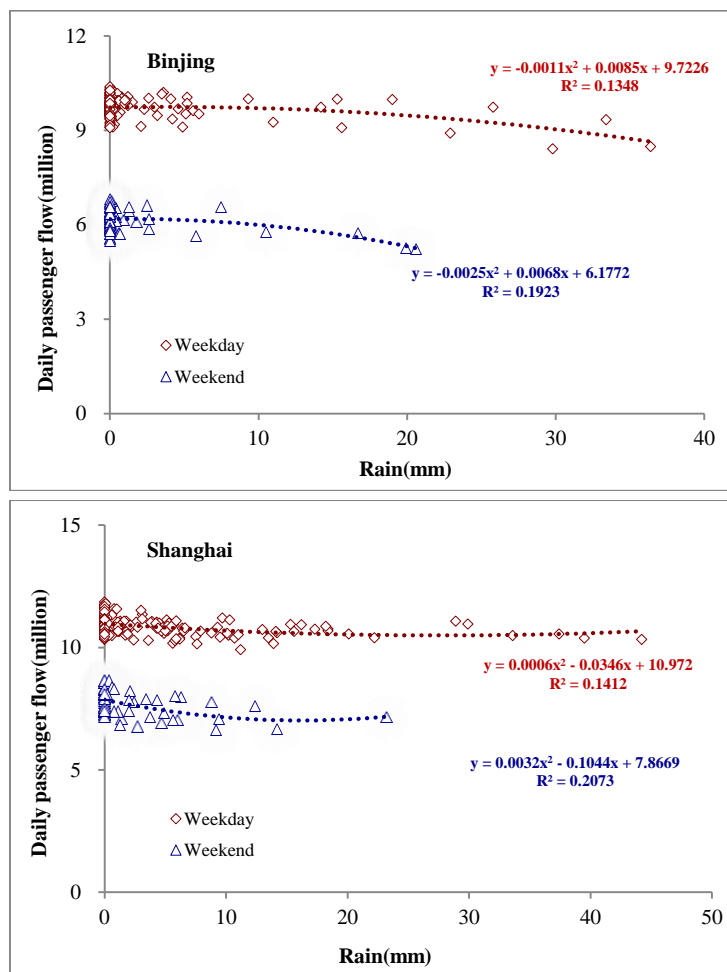 12
Binjing
y = -0.0011x² + 0.0085x + 9.7226
R² = 0.1348
9
6
y = -0.0025x² + 0.0068x + 6.1772
R² = 0.1923
3
Weekday
Weekend
0
0 10 20 30 40
Daily passenger flow(million)
Rain(mm)
15
Shanghai
10
y = 0.0006x² - 0.0346x + 10.972
R² = 0.1412
5
y = 0.0032x² - 0.1044x + 7.8669
R² = 0.2073
Weekday
Weekend
0
0 10 20 30 40 50
Daily passenger flow(million)
Rain(mm)